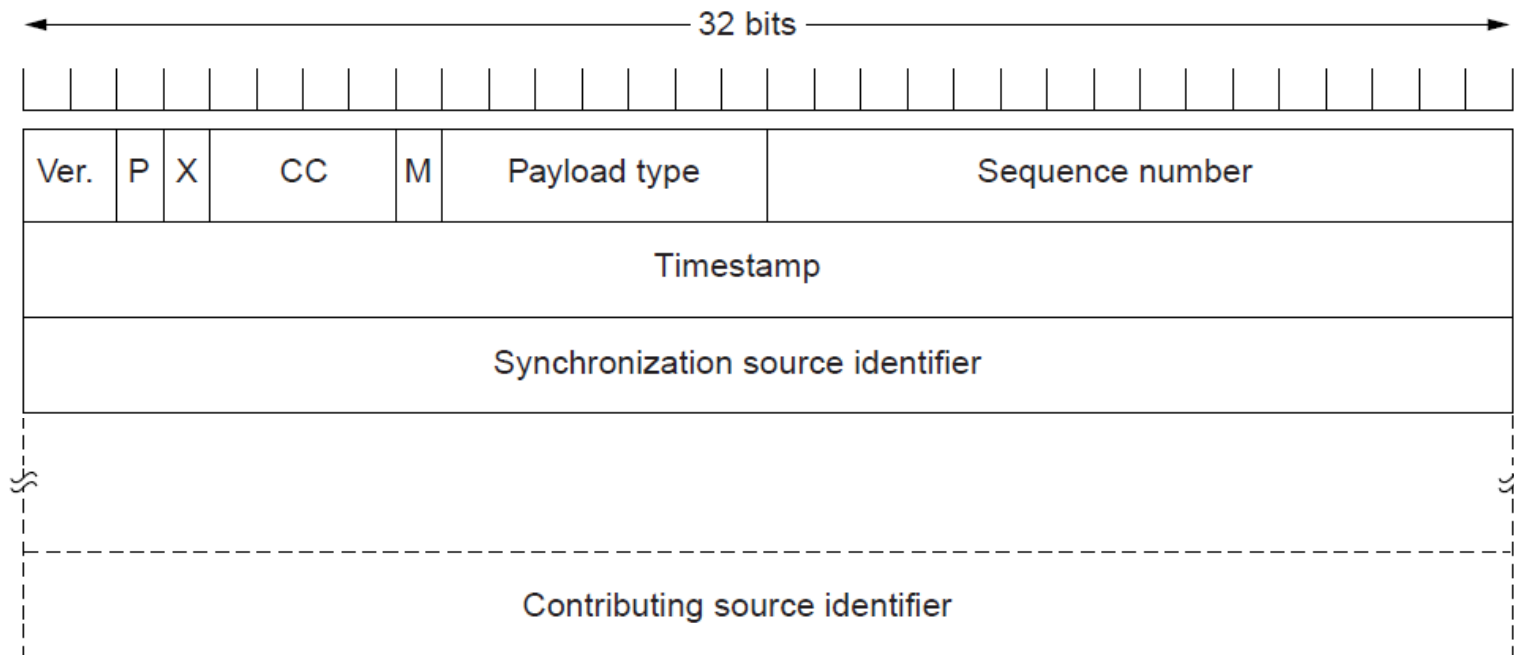 32 bits
Ver. P X CC M Payload type Sequence number
Timestamp
Synchronization source identifier
Contributing source identifier